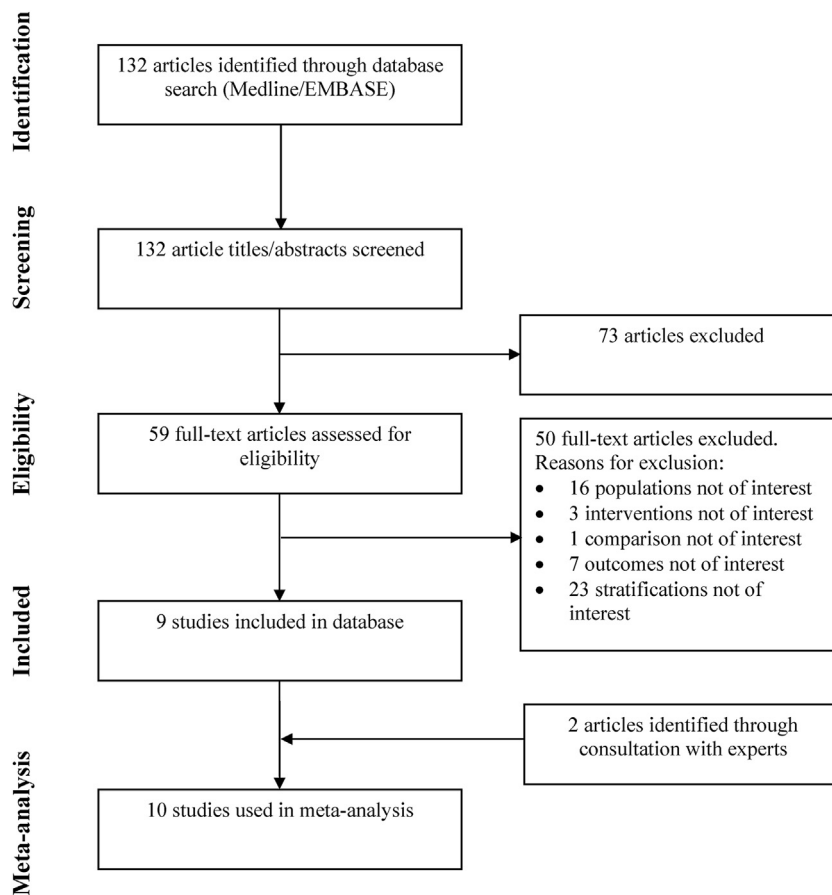 Identification
132 articles identified through database
search (Medline/EMBASE)
Screening
132 article titles/abstracts screened
73 articles excluded
Eligibility
59 full-text articles assessed for
eligibility
50 full-text articles excluded.
Reasons for exclusion:
• 16 populations not of interest
• 3 interventions not of interest
• 1 comparison not of interest
• 7 outcomes not of interest
• 23 stratifications not of
interest
Included
9 studies included in database
2 articles identified through
consultation with experts
Meta-analysis
10 studies used in meta-analysis